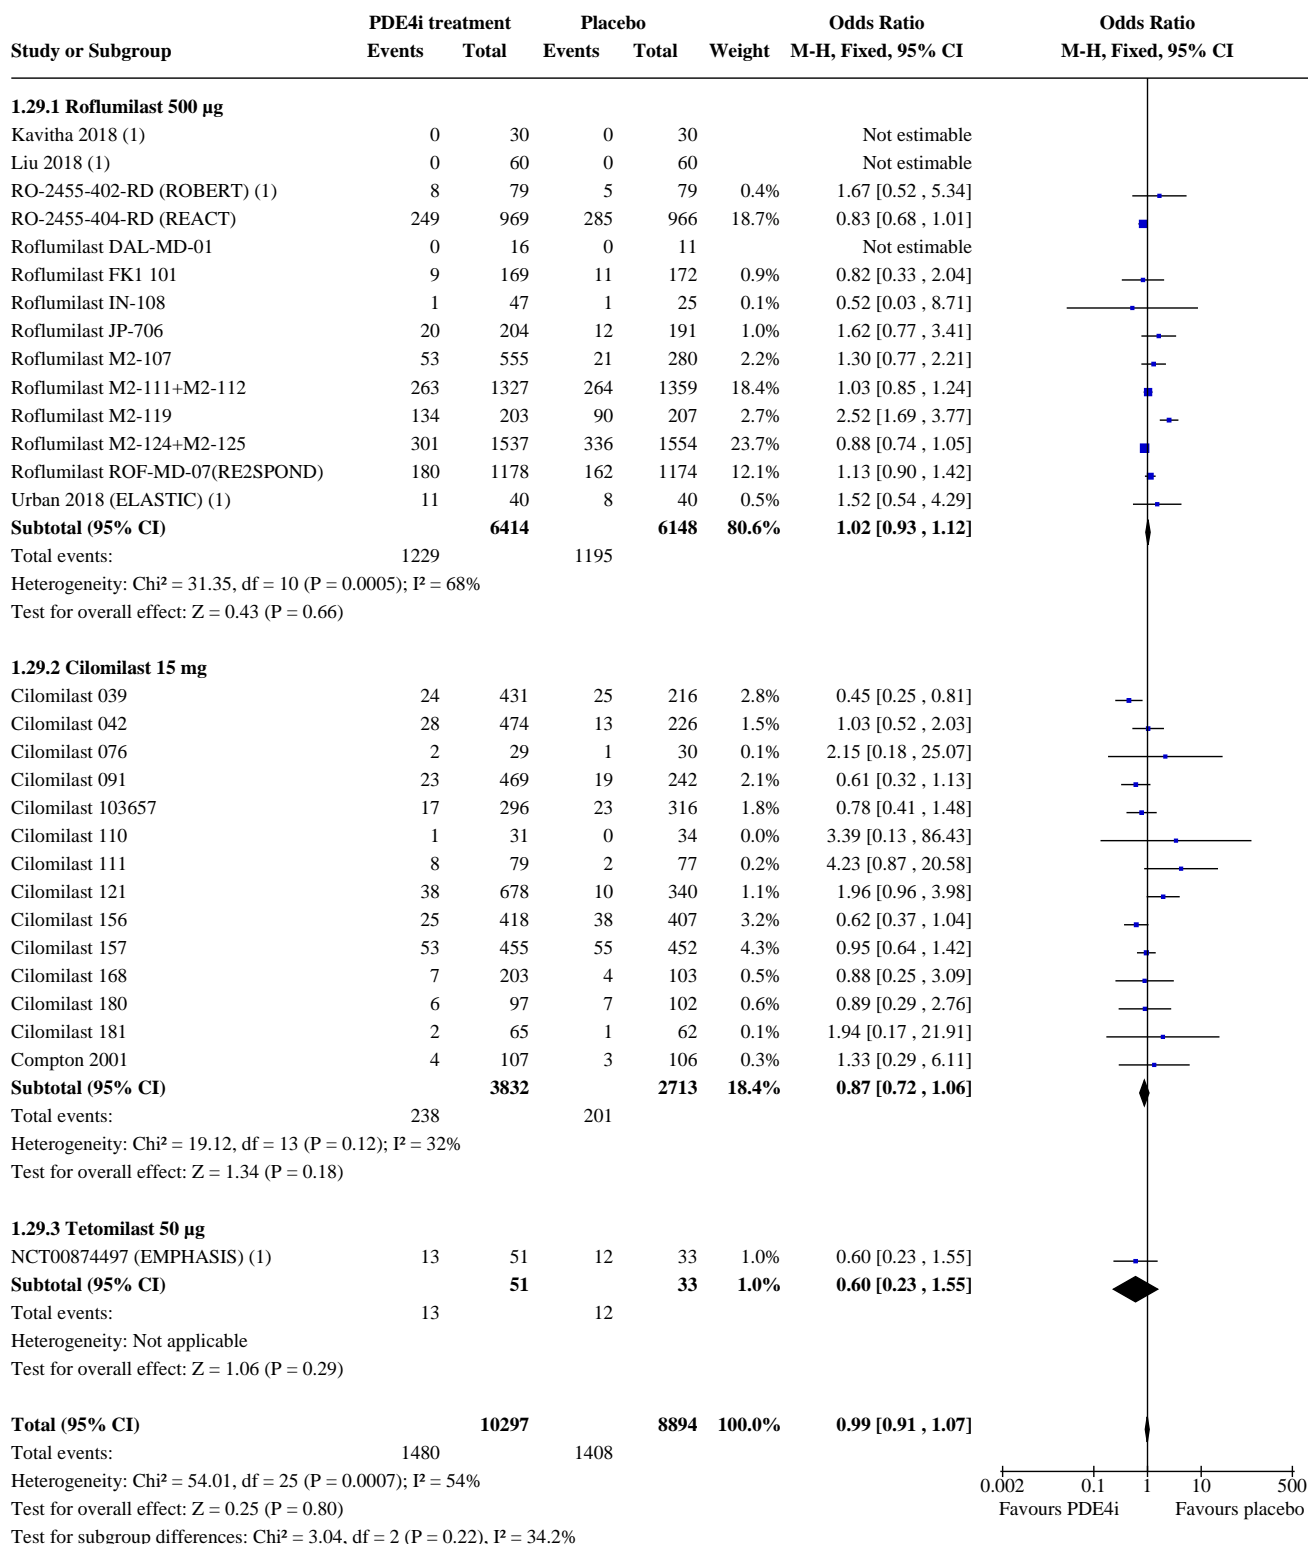 PDE4i treatment Placebo Odds Ratio Odds Ratio
Study or Subgroup Events Total Events Total Weight M-H, Fixed, 95% CI M-H, Fixed, 95% CI
1.29.1 Roflumilast 500 µg
Kavitha 2018 (1) 0 30 0 30 Not estimable
Liu 2018 (1) 0 60 0 60 Not estimable
RO-2455-402-RD (ROBERT) (1) 8 79 5 79 0.4% 1.67 [0.52 , 5.34]
RO-2455-404-RD (REACT) 249 969 285 966 18.7% 0.83 [0.68 , 1.01]
Roflumilast DAL-MD-01 0 16 0 11 Not estimable
Roflumilast FK1 101 9 169 11 172 0.9% 0.82 [0.33 , 2.04]
Roflumilast IN-108 1 47 1 25 0.1% 0.52 [0.03 , 8.71]
Roflumilast JP-706 20 204 12 191 1.0% 1.62 [0.77 , 3.41]
Roflumilast M2-107 53 555 21 280 2.2% 1.30 [0.77 , 2.21]
Roflumilast M2-111+M2-112 263 1327 264 1359 18.4% 1.03 [0.85 , 1.24]
Roflumilast M2-119 134 203 90 207 2.7% 2.52 [1.69 , 3.77]
Roflumilast M2-124+M2-125 301 1537 336 1554 23.7% 0.88 [0.74 , 1.05]
Roflumilast ROF-MD-07(RE2SPOND) 180 1178 162 1174 12.1% 1.13 [0.90 , 1.42]
Urban 2018 (ELASTIC) (1) 11 40 8 40 0.5% 1.52 [0.54 , 4.29]
Subtotal (95% CI) 6414 6148 80.6% 1.02 [0.93 , 1.12]
Total events: 1229 1195
Heterogeneity: Chi² = 31.35, df = 10 (P = 0.0005); I² = 68%
Test for overall effect: Z = 0.43 (P = 0.66)
1.29.2 Cilomilast 15 mg
Cilomilast 039 24 431 25 216 2.8% 0.45 [0.25 , 0.81]
Cilomilast 042 28 474 13 226 1.5% 1.03 [0.52 , 2.03]
Cilomilast 076 2 29 1 30 0.1% 2.15 [0.18 , 25.07]
Cilomilast 091 23 469 19 242 2.1% 0.61 [0.32 , 1.13]
Cilomilast 103657 17 296 23 316 1.8% 0.78 [0.41 , 1.48]
Cilomilast 110 1 31 0 34 0.0% 3.39 [0.13 , 86.43]
Cilomilast 111 8 79 2 77 0.2% 4.23 [0.87 , 20.58]
Cilomilast 121 38 678 10 340 1.1% 1.96 [0.96 , 3.98]
Cilomilast 156 25 418 38 407 3.2% 0.62 [0.37 , 1.04]
Cilomilast 157 53 455 55 452 4.3% 0.95 [0.64 , 1.42]
Cilomilast 168 7 203 4 103 0.5% 0.88 [0.25 , 3.09]
Cilomilast 180 6 97 7 102 0.6% 0.89 [0.29 , 2.76]
Cilomilast 181 2 65 1 62 0.1% 1.94 [0.17 , 21.91]
Compton 2001 4 107 3 106 0.3% 1.33 [0.29 , 6.11]
Subtotal (95% CI) 3832 2713 18.4% 0.87 [0.72 , 1.06]
Total events: 238 201
Heterogeneity: Chi² = 19.12, df = 13 (P = 0.12); I² = 32%
Test for overall effect: Z = 1.34 (P = 0.18)
1.29.3 Tetomilast 50 µg
NCT00874497 (EMPHASIS) (1) 13 51 12 33 1.0% 0.60 [0.23 , 1.55]
Subtotal (95% CI) 51 33 1.0% 0.60 [0.23 , 1.55]
Total events: 13 12
Heterogeneity: Not applicable
Test for overall effect: Z = 1.06 (P = 0.29)
Total (95% CI) 10297 8894 100.0% 0.99 [0.91 , 1.07]
Total events: 1480 1408
Heterogeneity: Chi² = 54.01, df = 25 (P = 0.0007); I² = 54%
0.002 0.1 1 10 500
Test for overall effect: Z = 0.25 (P = 0.80)
Favours PDE4i Favours placebo
Test for subgroup differences: Chi² = 3.04, df = 2 (P = 0.22), I² = 34.2%